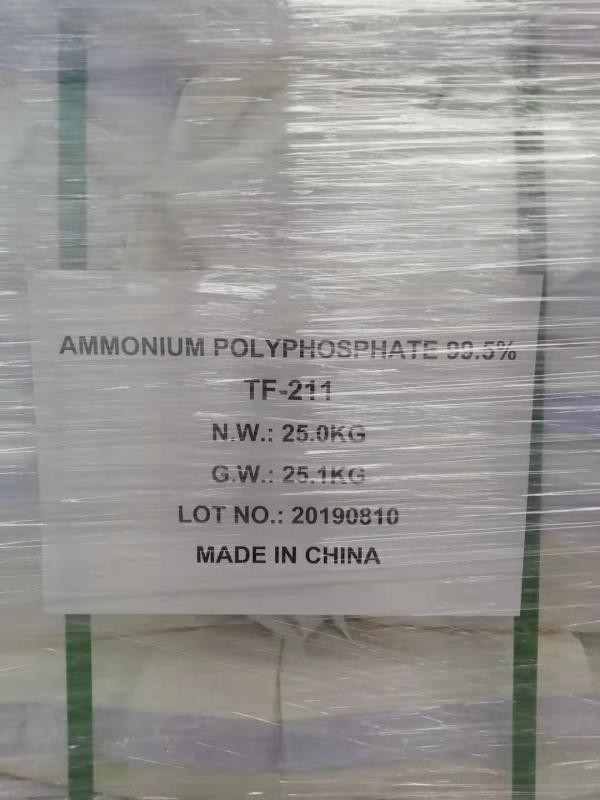 AMMONIUM POLYPHOSPHATE 99.5%
TF-211
N.W.: 25.0KG
G.W.: 25.1KG
LOT NO.: 20190810
MADE IN CHINA